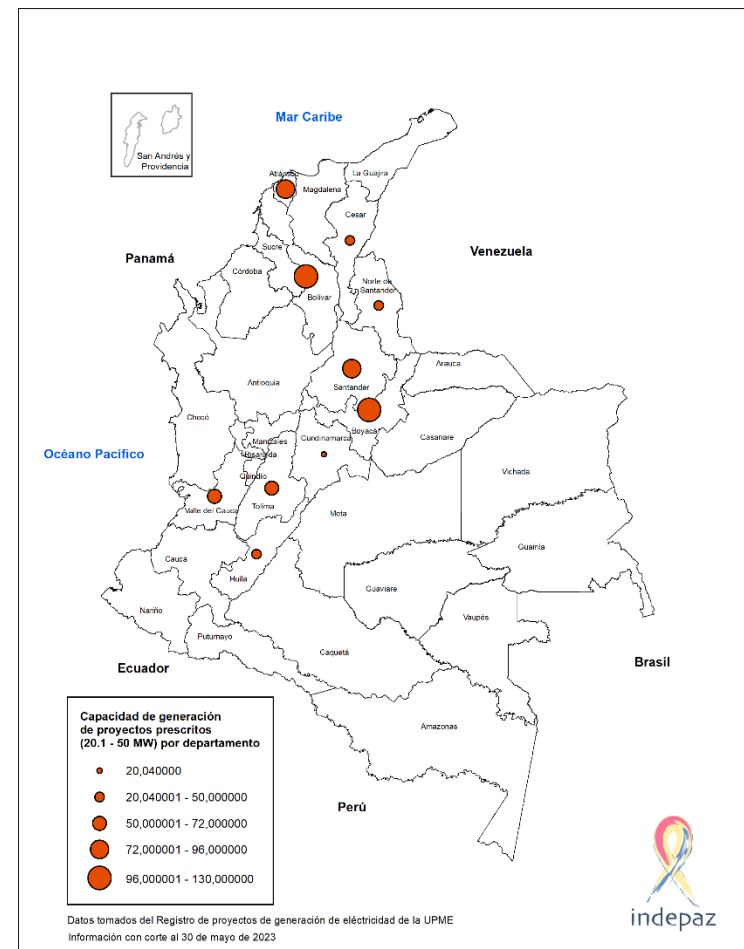 Mar Caribe
San Andrés y
Providencia
Atlántico
La Guajira
Magdalena
Cesar
Panamá
Venezuela
Sucre
Córdoba
Norte de
Santander
Bolívar
Arauca
Antioquia
Santander
Chocó
Boyacá
Manizales
Cundinamarca
Casanare
Risaralda
Océano Pacífico
Quindío
Vichada
Valle del Cauca
Tolima
Meta
Guainía
Cauca
Huila
Guaviare
Nariño
Vaupés
Putumayo
Caquetá
Ecuador
Brasil
Amazonas
Capacidad de generación
de proyectos prescritos
(20.1 - 50 MW) por departamento
20,040000
20,040001 - 50,000000
50,000001 - 72,000000
72,000001 - 96,000000
96,000001 - 130,000000
Perú
indepaz
Datos tomados del Registro de proyectos de generación de eléctricidad de la UPME
Información con corte al 30 de mayo de 2023